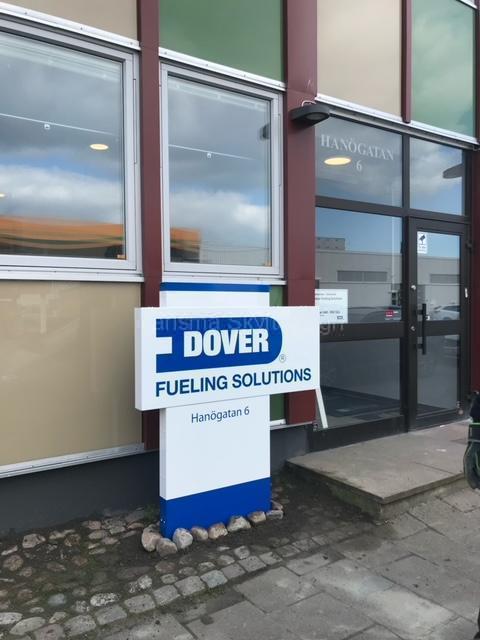 HANÖGATAN
6
DOVER
®
FUELING SOLUTIONS
Hanögatan 6